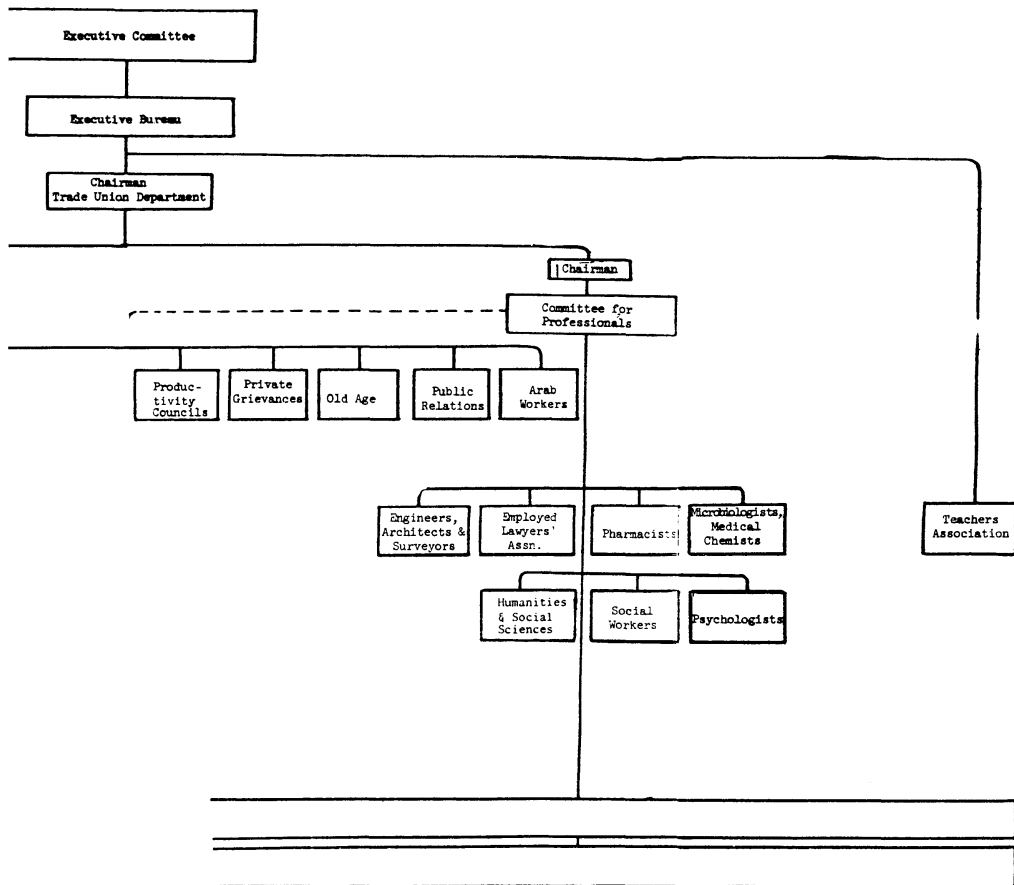 Executive Committee
Executive Bureau
Chairman
Trade Union Department
Chairman
Committee for
Professionals
Produc-
tivity
Councils
Private
Grievances
Old Age
Public
Relations
Arab
Workers
Engineers,
Architects &
Surveyors
Employed
Lawyers'
Assn.
Pharmacists
Microbiologists,
Medical
Chemists
Teachers
Association
Humanities
& Social
Sciences
Social
Workers
Psychologists